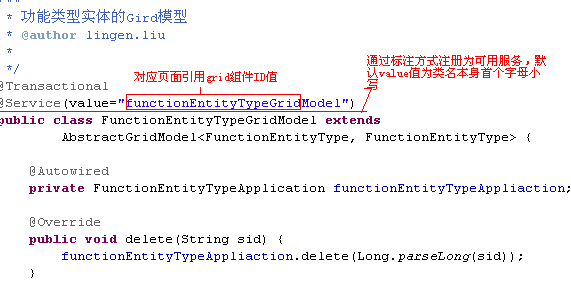 /**
* 功能类型实体的Gird模型
* @author lingen.liu
*
*/
对应页面引用grid组件ID值
通过标注方式注册为可用服务，默
认value值为类名本身首个字母小
写
@Transactional
@Service(value="functionEntityTypeGridModel")
public class FunctionEntityTypeGridModel extends
AbstractGridModel<FunctionEntityType, FunctionEntityType> {
@Autowired
private FunctionEntityTypeApplication functionEntityTypeAppliaction;
@Override
public void delete(String sid) {
functionEntityTypeAppliaction.delete(Long.parseLong(sid));
}